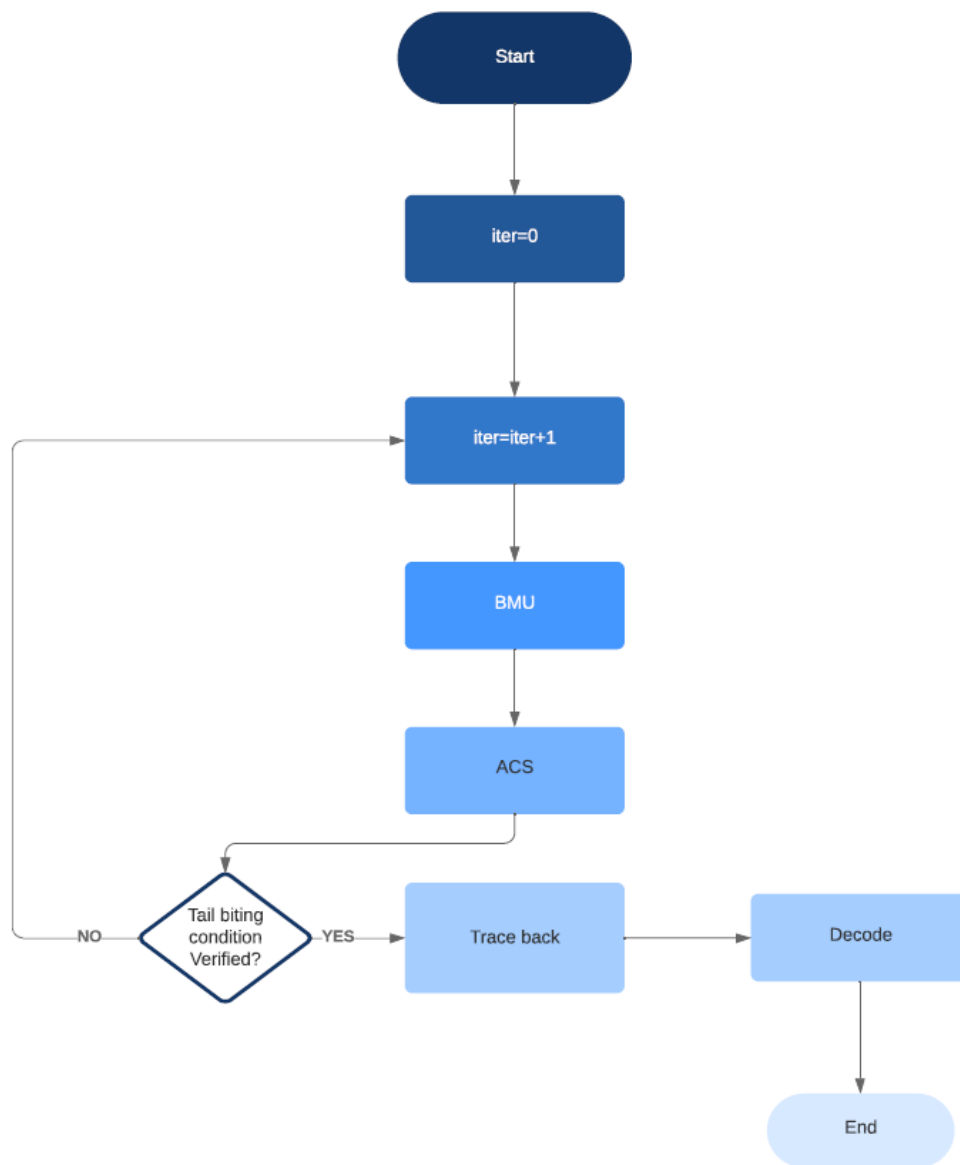 Start
iter=0
iter=iter+1
BMU
ACS
Tail biting
condition
Verified?
NO
YES
Trace back
Decode
End